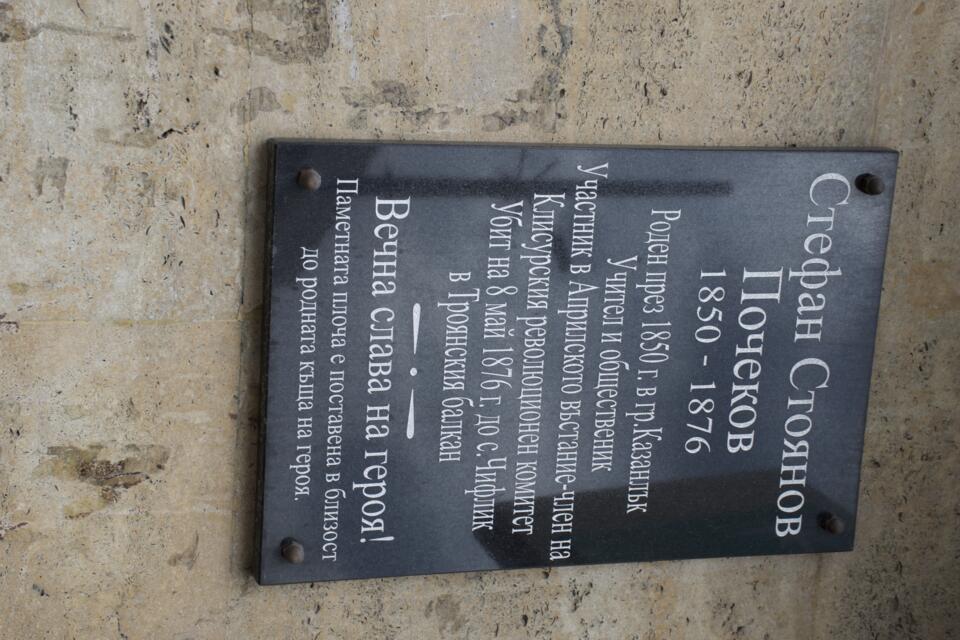 Стефан Стоянов
Почеков
1850 - 1876
Роден през 1850 г. в гр.Казанлък
Учител и общественик
Участник в Априлското въстание-член на
Клисурския революционен комитет
Убит на 8 май 1876 г. до с. Чифлик
в Троянския балкан
Вечна слава на героя!
Паметната плоча е поставена в близост
до родната къща на героя.